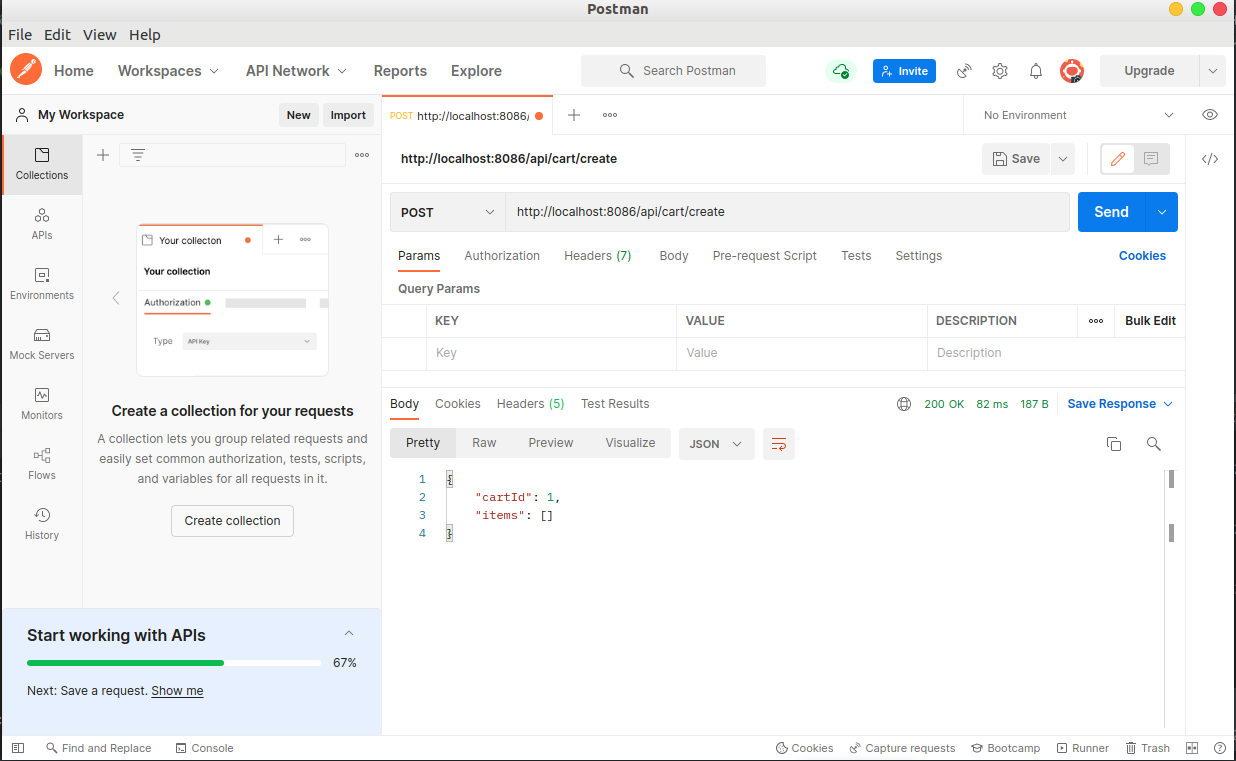 Postman
File Edit View Help
Home Workspaces API Network Reports Explore Search Postman Invite Upgrade
My Workspace New Import
POST http://localhost:8086/ No Environment
Collections
APIs
Environments
Mock Servers
Monitors
Flows
History
Your collecton
Your collection
Authorization
Type API Key
Create a collection for your requests
A collection lets you group related requests and
easily set common authorization, tests, scripts,
and variables for all requests in it.
Create collection
Start working with APIs
67%
Next: Save a request. Show me
http://localhost:8086/api/cart/create Save
POST http://localhost:8086/api/cart/create Send
Params Authorization Headers (7) Body Pre-request Script Tests Settings Cookies
Query Params
KEY VALUE DESCRIPTION Bulk Edit
Key Value Description
Body Cookies Headers (5) Test Results 200 OK 82 ms 187 B Save Response
Pretty Raw Preview Visualize JSON
1 {
2 "cartId": 1,
3 "items": []
4 }
Find and Replace Console Cookies Capture requests Bootcamp Runner Trash